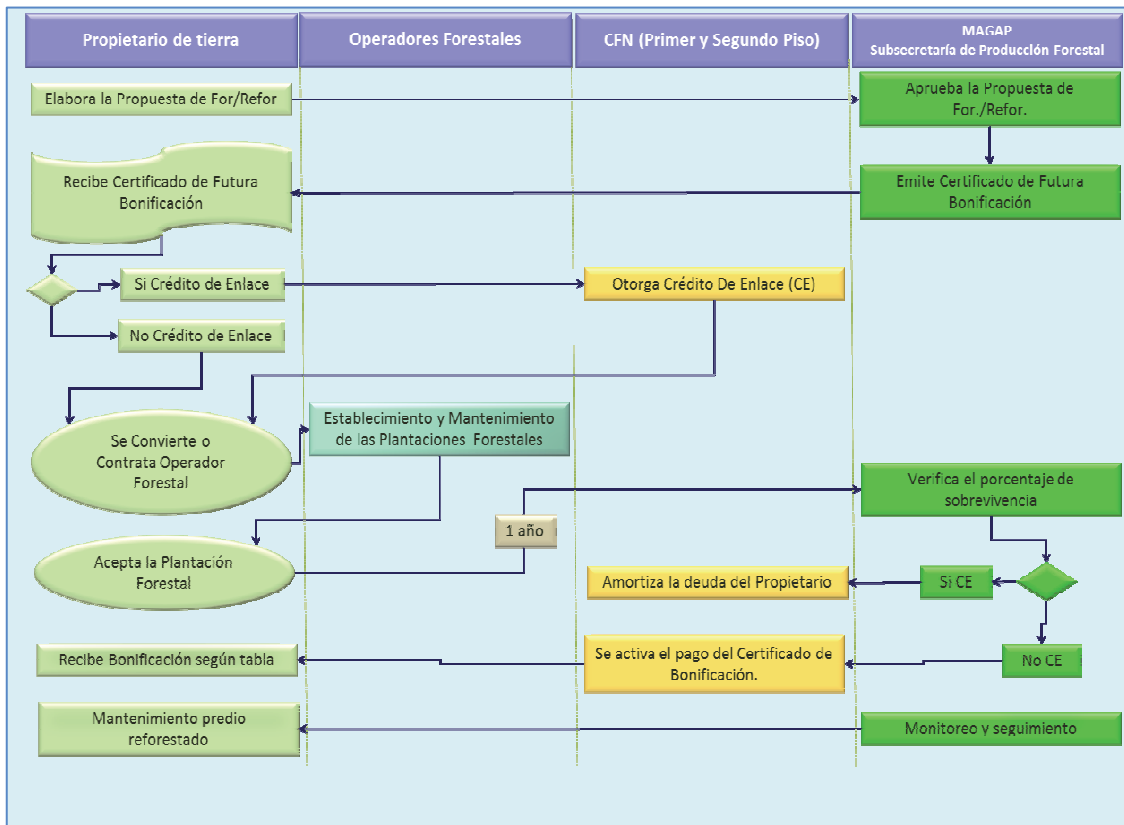 Propietario de tierra
Operadores Forestales
CFN (Primer y Segundo Piso)
MAGAP
Subsecretaría de Producción Forestal
Elabora la Propuesta de For/Refor
Aprueba la Propuesta de
For./Refor.
Recibe Certificado de Futura
Bonificación
Emite Certificado de Futura
Bonificación
Si Crédito de Enlace
Otorga Crédito De Enlace (CE)
No Crédito de Enlace
Se Convierte o
Contrata Operador
Forestal
Establecimiento y Mantenimiento
de las Plantaciones Forestales
Verifica el porcentaje de
sobrevivencia
1 año
Acepta la Plantación
Forestal
Amortiza la deuda del Propietario
Si CE
Recibe Bonificación según tabla
Se activa el pago del Certificado de
Bonificación.
No CE
Mantenimiento predio
reforestado
Monitoreo y seguimiento